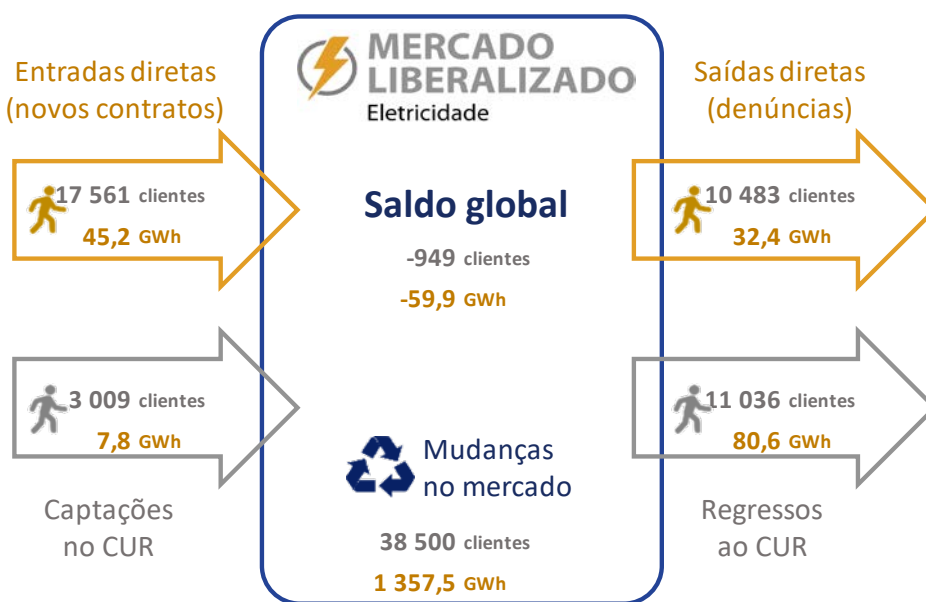 MERCADO
LIBERALIZADO
Eletricidade
Entradas diretas
(novos contratos)
17 561 clientes
45,2 GWh
Saídas diretas
(denúncias)
10 483 clientes
32,4 GWh
Saldo global
-949 clientes
-59,9 GWh
3 009 clientes
7,8 GWh
Captações
no CUR
11 036 clientes
80,6 GWh
Regressos
ao CUR
Mudanças
no mercado
38 500 clientes
1 357,5 GWh